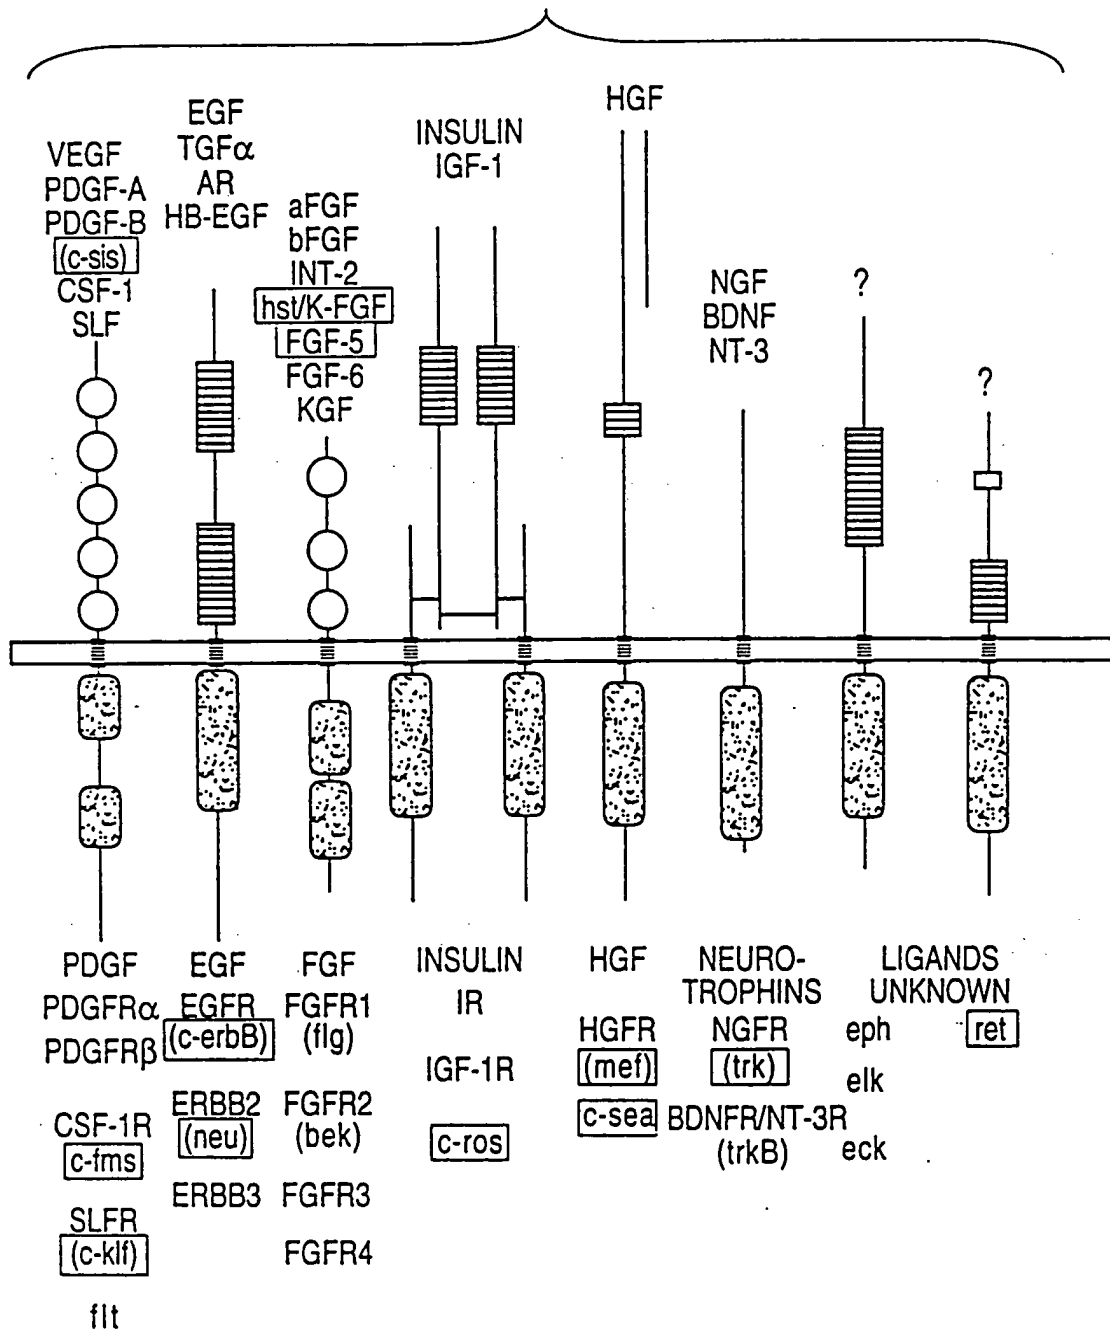 VEGF
PDGF-A
PDGF-B
(c-sis)
CSF-1
SLF
EGF
TGFα
AR
HB-EGF
aFGF
bFGF
INT-2
hst/K-FGF
FGF-5
FGF-6
KGF
INSULIN
IGF-1
HGF
NGF
BDNF
NT-3
?
?
PDGF
PDGFRα
PDGFRβ
CSF-1R
c-fms
SLFR
(c-klf)
flt
EGF
EGFR
(c-erbB)
ERBB2
(neu)
ERBB3
FGF
FGFR1
(flg)
FGFR2
(bek)
FGFR3
FGFR4
INSULIN
IR
IGF-1R
c-ros
HGF
HGFR
(mef)
c-sea
NEURO-
TROPHINS
NGFR
(trk)
BDNFR/NT-3R
(trkB)
LIGANDS
UNKNOWN
eph
elk
eck
ret